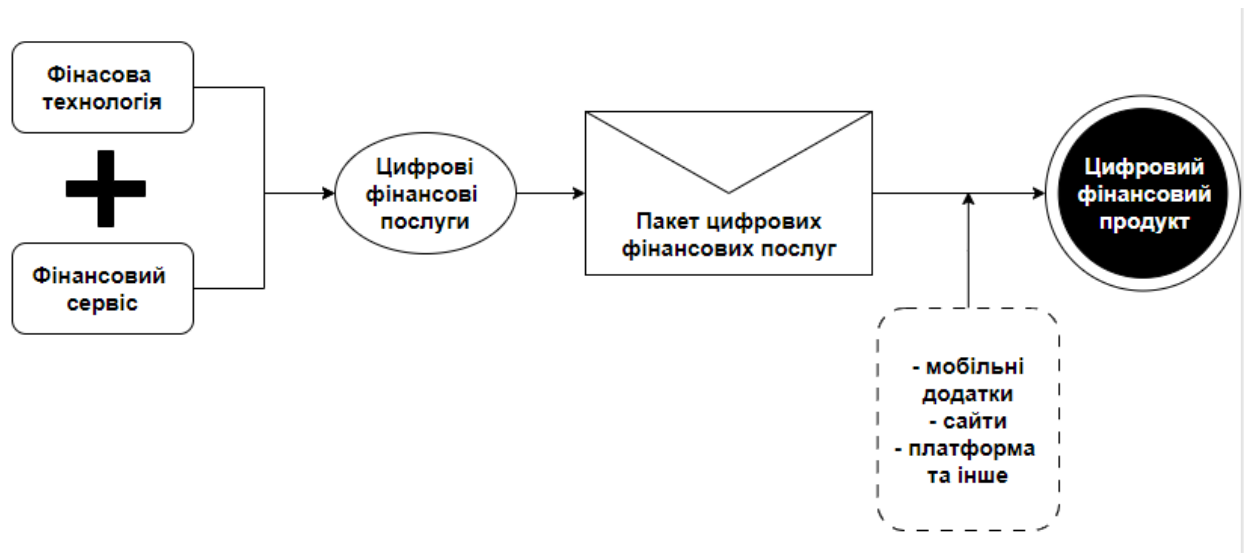 Фінасова
технологія
Фінансовий
сервіс
Цифрові
фінансові
послуги
Пакет цифрових
фінансових послуг
- мобільні
додатки
- сайти
- платформа
та інше
Цифровий
фінансовий
продукт